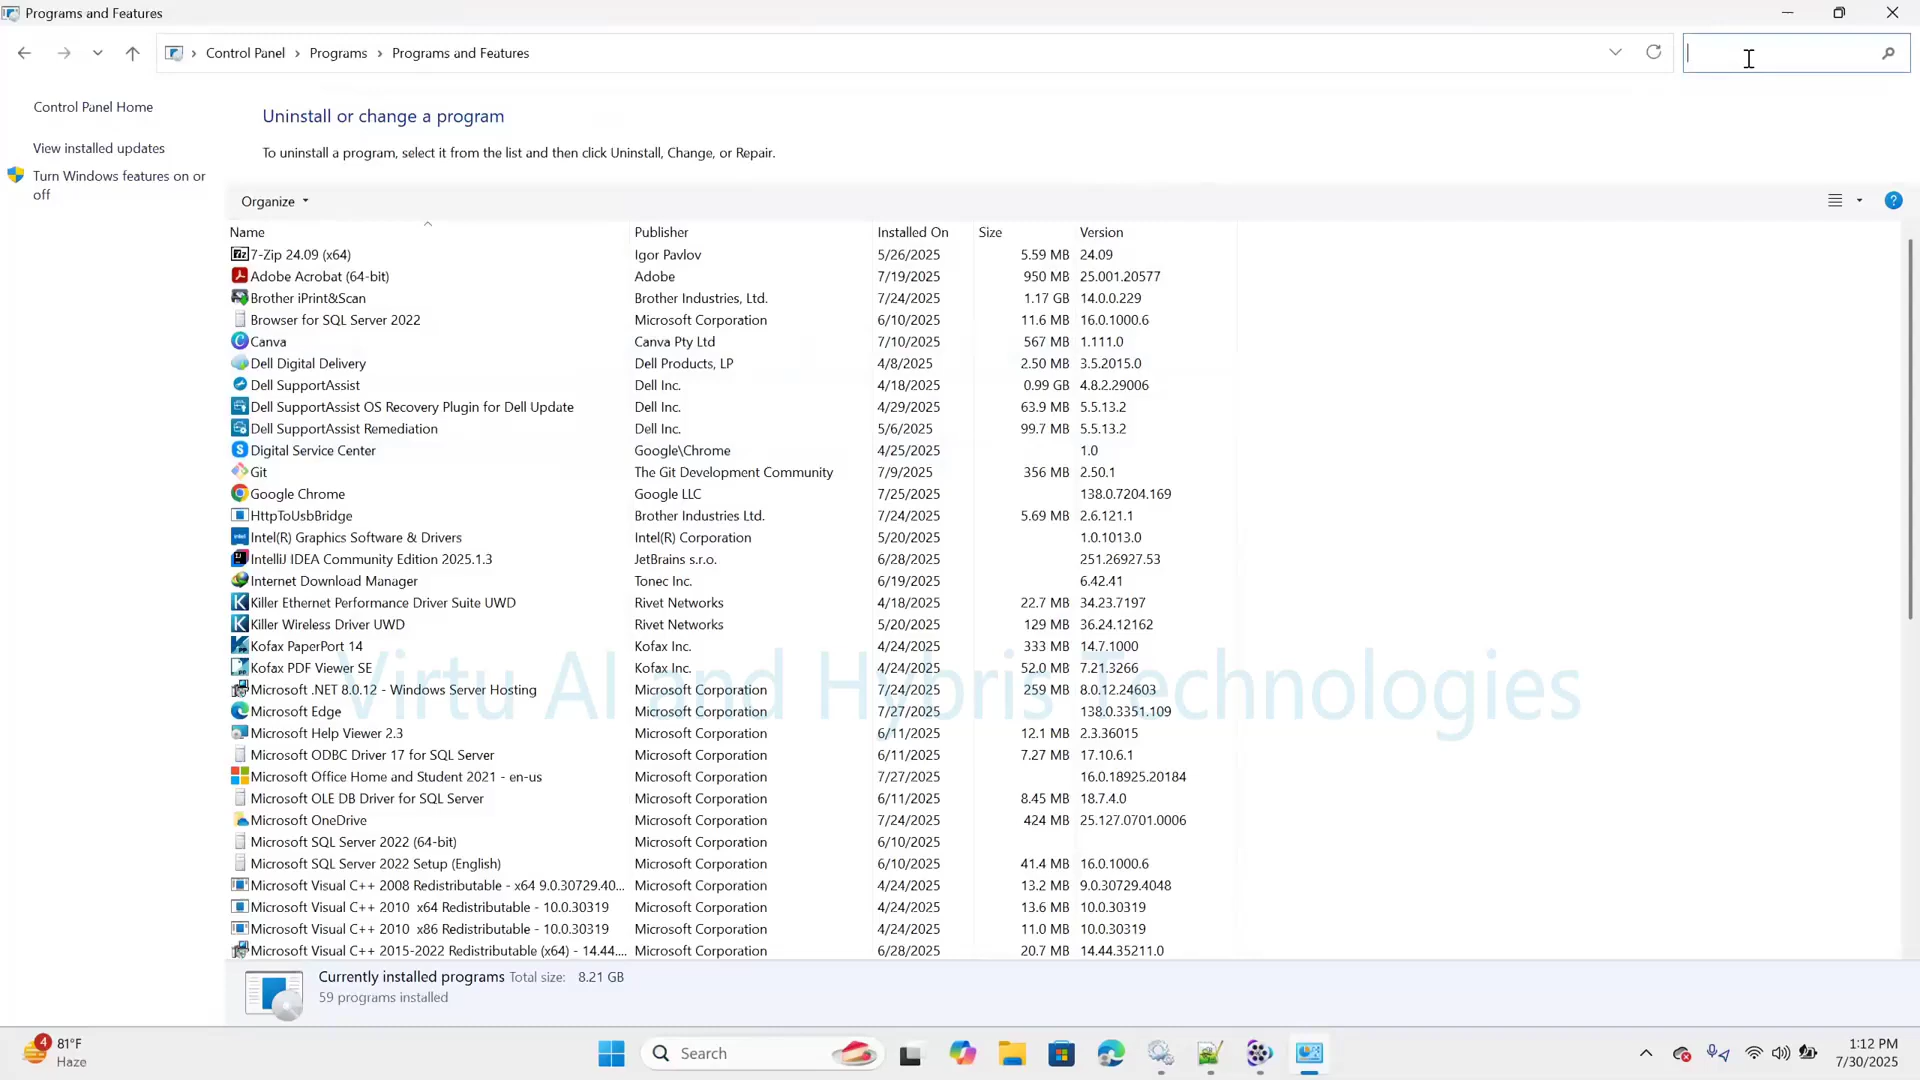 Programs and Features
Control Panel > Programs > Programs and Features
Control Panel Home
View installed updates
Turn Windows features on or
off
Uninstall or change a program
To uninstall a program, select it from the list and then click Uninstall, Change, or Repair.
Organize
Name Publisher Installed On Size Version
7-Zip 24.09 (x64) Igor Pavlov 5/26/2025 5.59 MB 24.09
Adobe Acrobat (64-bit) Adobe 7/19/2025 950 MB 25.001.20577
Brother iPrint&Scan Brother Industries, Ltd. 7/24/2025 1.17 GB 14.0.0.229
Browser for SQL Server 2022 Microsoft Corporation 6/10/2025 11.6 MB 16.0.1000.6
Canva Canva Pty Ltd 7/10/2025 567 MB 1.111.0
Dell Digital Delivery Dell Products, LP 4/8/2025 2.50 MB 3.5.2015.0
Dell SupportAssist Dell Inc. 4/18/2025 0.99 GB 4.8.2.29006
Dell SupportAssist OS Recovery Plugin for Dell Update Dell Inc. 4/29/2025 63.9 MB 5.5.13.2
Dell SupportAssist Remediation Dell Inc. 5/6/2025 99.7 MB 5.5.13.2
Digital Service Center Google\Chrome 4/25/2025 1.0
Git The Git Development Community 7/9/2025 356 MB 2.50.1
Google Chrome Google LLC 7/25/2025 138.0.7204.169
HttpToUsbBridge Brother Industries Ltd. 7/24/2025 5.69 MB 2.6.121.1
Intel(R) Graphics Software & Drivers Intel(R) Corporation 5/20/2025 1.0.1013.0
IntelliJ IDEA Community Edition 2025.1.3 JetBrains s.r.o. 6/28/2025 251.26927.53
Internet Download Manager Tonec Inc. 6/19/2025 6.42.41
Killer Ethernet Performance Driver Suite UWD Rivet Networks 4/18/2025 22.7 MB 34.23.7197
Killer Wireless Driver UWD Rivet Networks 5/20/2025 129 MB 36.24.12162
Kofax PaperPort 14 Kofax Inc. 4/24/2025 333 MB 14.7.1000
Kofax PDF Viewer SE Kofax Inc. 4/24/2025 52.0 MB 7.21.3266
Virtu AI and Hybris Technologies
Microsoft .NET 8.0.12 - Windows Server Hosting Microsoft Corporation 7/24/2025 259 MB 8.0.12.24603
Microsoft Edge Microsoft Corporation 7/27/2025 138.0.3351.109
Microsoft Help Viewer 2.3 Microsoft Corporation 6/11/2025 12.1 MB 2.3.36015
Microsoft ODBC Driver 17 for SQL Server Microsoft Corporation 6/11/2025 7.27 MB 17.10.6.1
Microsoft Office Home and Student 2021 - en-us Microsoft Corporation 7/27/2025 16.0.18925.20184
Microsoft OLE DB Driver for SQL Server Microsoft Corporation 6/11/2025 8.45 MB 18.7.4.0
Microsoft OneDrive Microsoft Corporation 7/24/2025 424 MB 25.127.0701.0006
Microsoft SQL Server 2022 (64-bit) Microsoft Corporation 6/10/2025
Microsoft SQL Server 2022 Setup (English) Microsoft Corporation 6/10/2025 41.4 MB 16.0.1000.6
Microsoft Visual C++ 2008 Redistributable - x64 9.0.30729.40... Microsoft Corporation 4/24/2025 13.2 MB 9.0.30729.4048
Microsoft Visual C++ 2010 x64 Redistributable - 10.0.30319 Microsoft Corporation 4/24/2025 13.6 MB 10.0.30319
Microsoft Visual C++ 2010 x86 Redistributable - 10.0.30319 Microsoft Corporation 4/24/2025 11.0 MB 10.0.30319
Microsoft Visual C++ 2015-2022 Redistributable (x64) - 14.44.... Microsoft Corporation 6/28/2025 20.7 MB 14.44.35211.0
Currently installed programs Total size: 8.21 GB
59 programs installed
4 81°F
Haze
Search
1:12 PM
7/30/2025